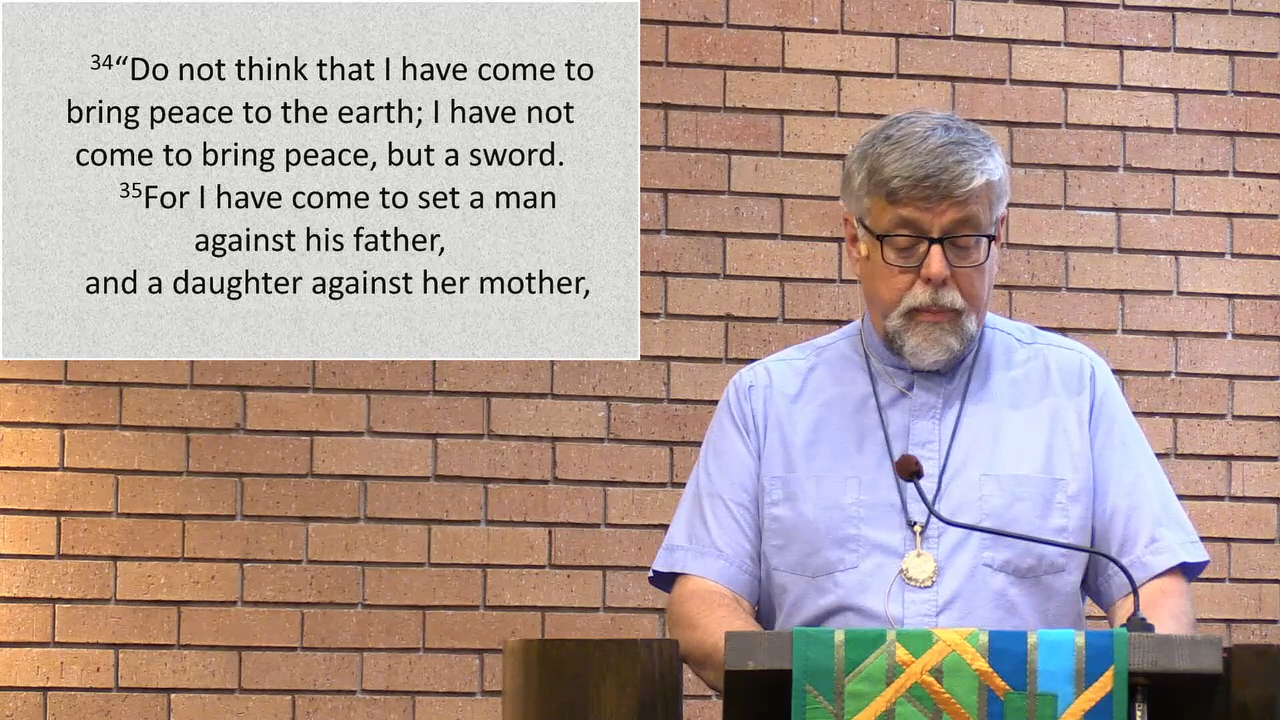 34“Do not think that I have come to
bring peace to the earth; I have not
come to bring peace, but a sword.
35For I have come to set a man
against his father,
and a daughter against her mother,